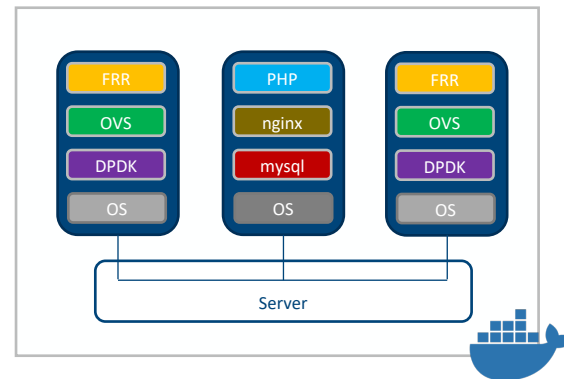 FRR
OVS
DPDK
OS
PHP
nginx
mysql
OS
FRR
OVS
DPDK
OS
Server